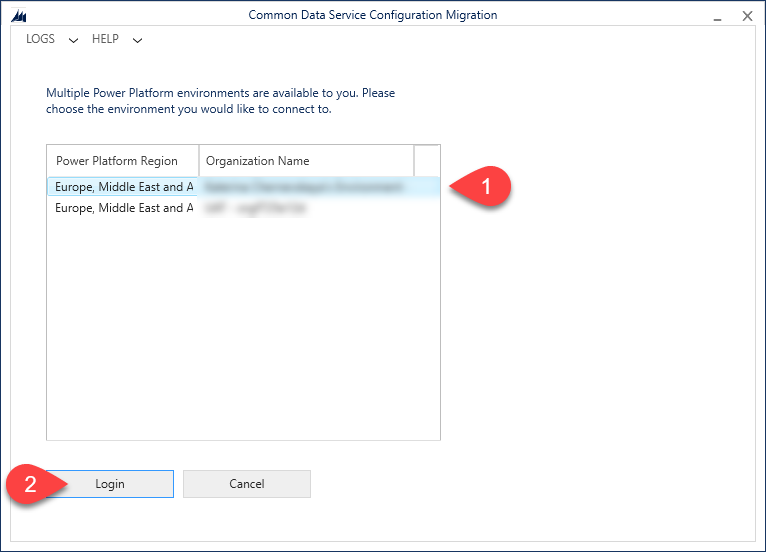 Common Data Service Configuration Migration
LOGS HELP
Multiple Power Platform environments are available to you. Please
choose the environment you would like to connect to.
Power Platform Region Organization Name
Europe, Middle East and A
1
Europe, Middle East and A
2
Login Cancel